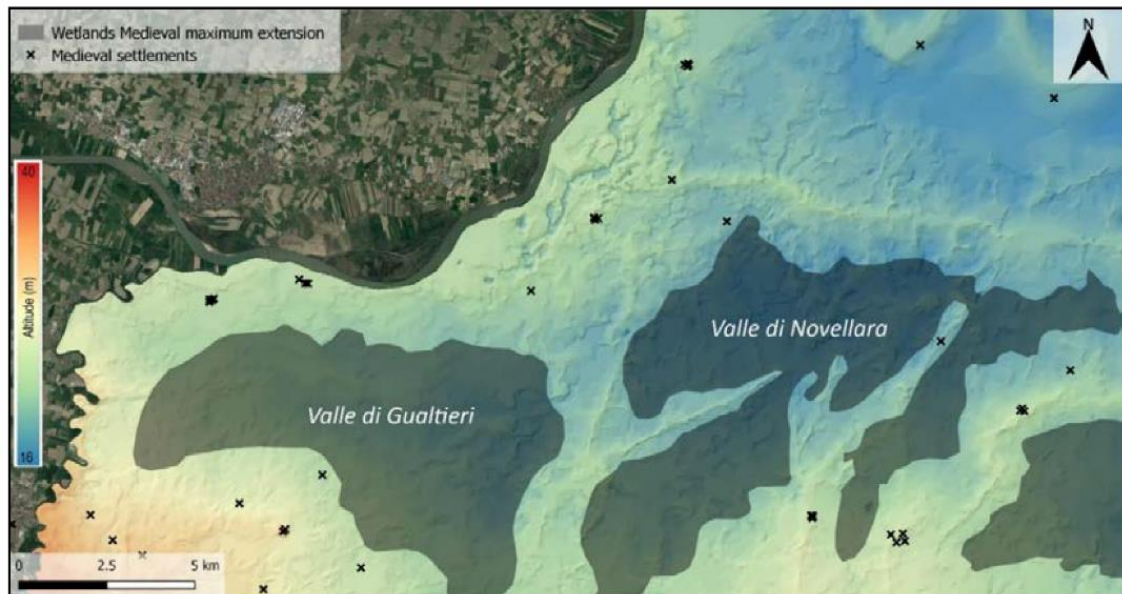 Wetlands Medieval maximum extension
Medieval settlements
N
40
Altitude (m)
16
Valle di Novellara
Valle di Gualtieri
0 2.5 5 km